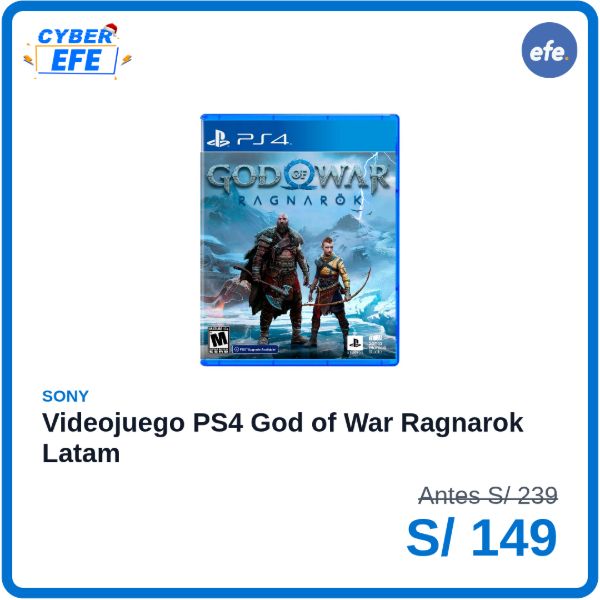 CYBER
EFE
efe.
PS4
GOD OF WAR
RAGNARÖK
M
SONY
Videojuego PS4 God of War Ragnarok
Latam
Antes S/ 239
S/ 149